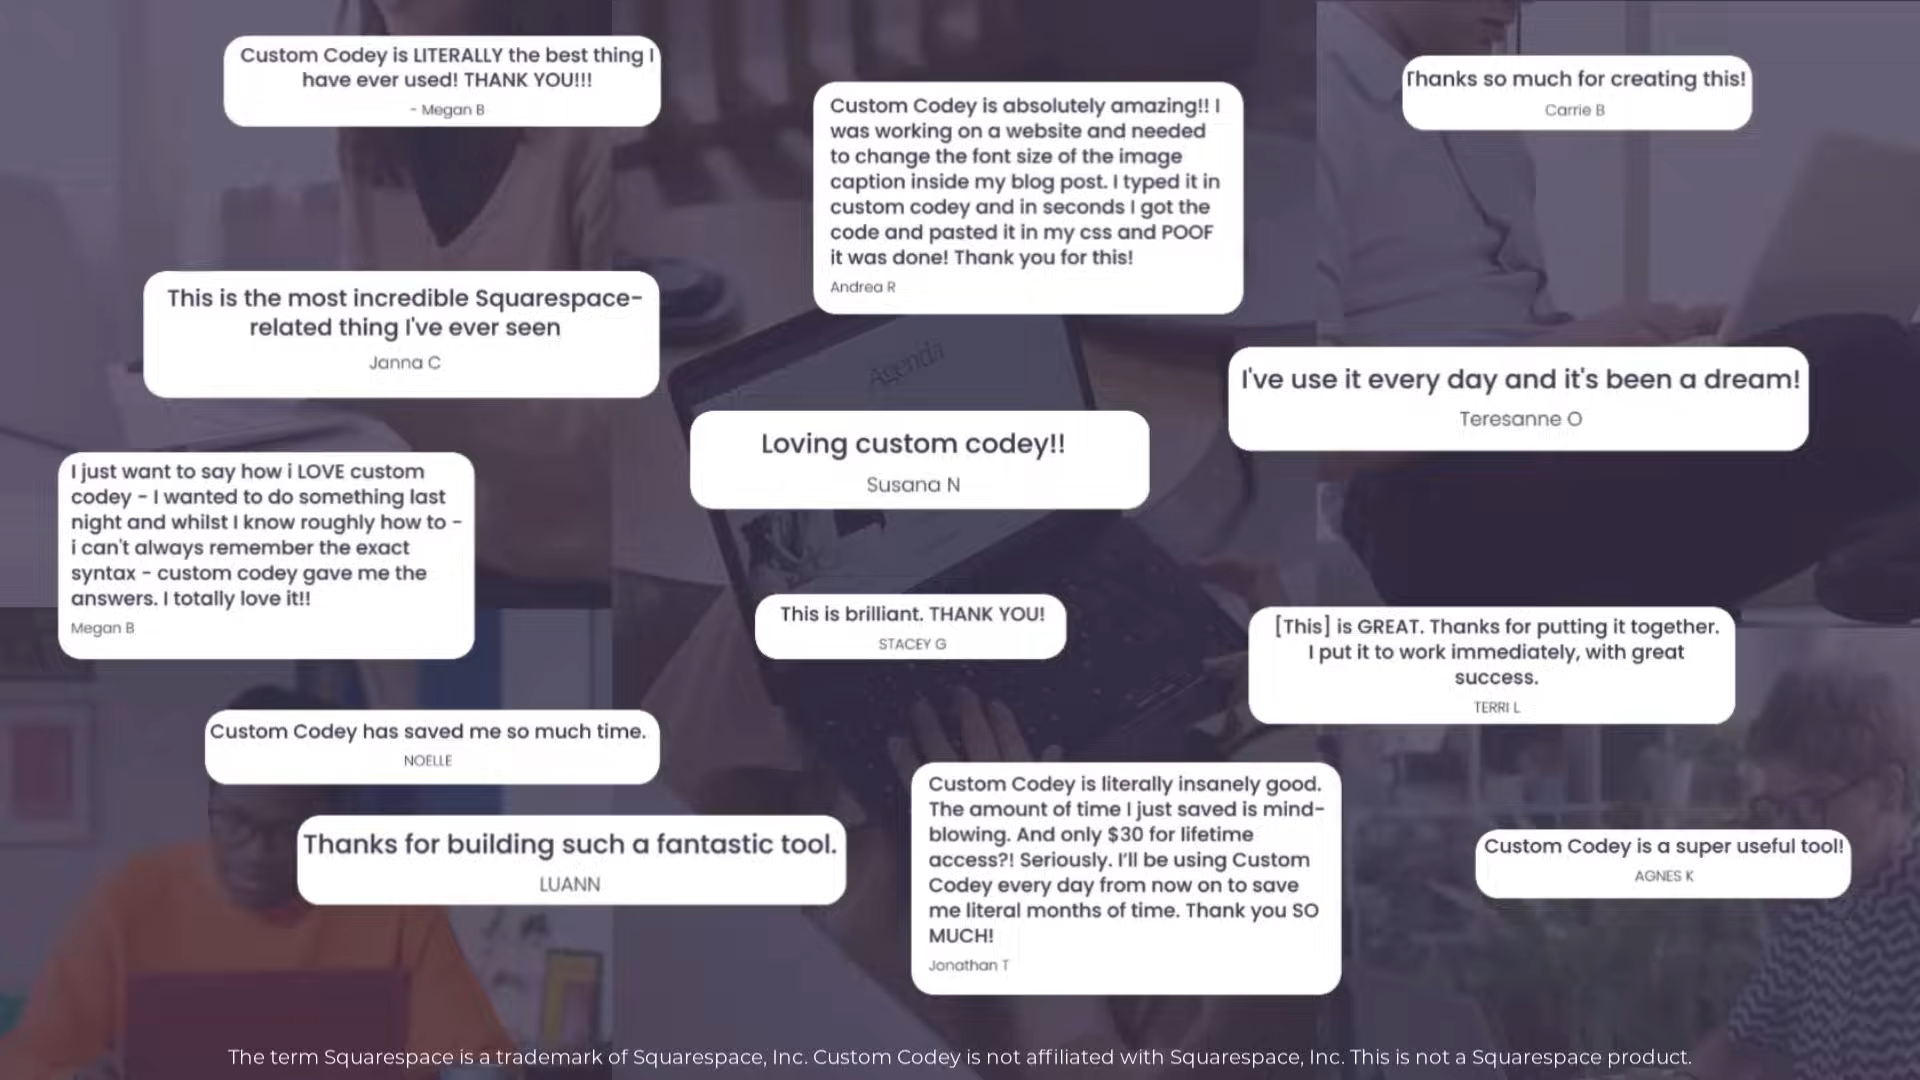 Custom Codey is LITERALLY the best thing I
have ever used! THANK YOU!!!
- Megan B
Custom Codey is absolutely amazing!! I
was working on a website and needed
to change the font size of the image
caption inside my blog post. I typed it in
custom codey and in seconds I got the
code and pasted it in my css and POOF
it was done! Thank you for this!
Andrea R
Thanks so much for creating this!
Carrie B
This is the most incredible Squarespace-
related thing I've ever seen
Janna C
Agenda
I've use it every day and it's been a dream!
Teresanne O
Loving custom codey!!
Susana N
I just want to say how i LOVE custom
codey - I wanted to do something last
night and whilst I know roughly how to -
i can't always remember the exact
syntax - custom codey gave me the
answers. I totally love it!!
Megan B
This is brilliant. THANK YOU!
STACEY G
[This] is GREAT. Thanks for putting it together.
I put it to work immediately, with great
success.
TERRI L
Custom Codey has saved me so much time.
NOELLE
Thanks for building such a fantastic tool.
LUANN
Custom Codey is literally insanely good.
The amount of time I just saved is mind-
blowing. And only $30 for lifetime
access?! Seriously. I'll be using Custom
Codey every day from now on to save
me literal months of time. Thank you SO
MUCH!
Jonathan T
Custom Codey is a super useful tool!
AGNES K
The term Squarespace is a trademark of Squarespace, Inc. Custom Codey is not affiliated with Squarespace, Inc. This is not a Squarespace product.